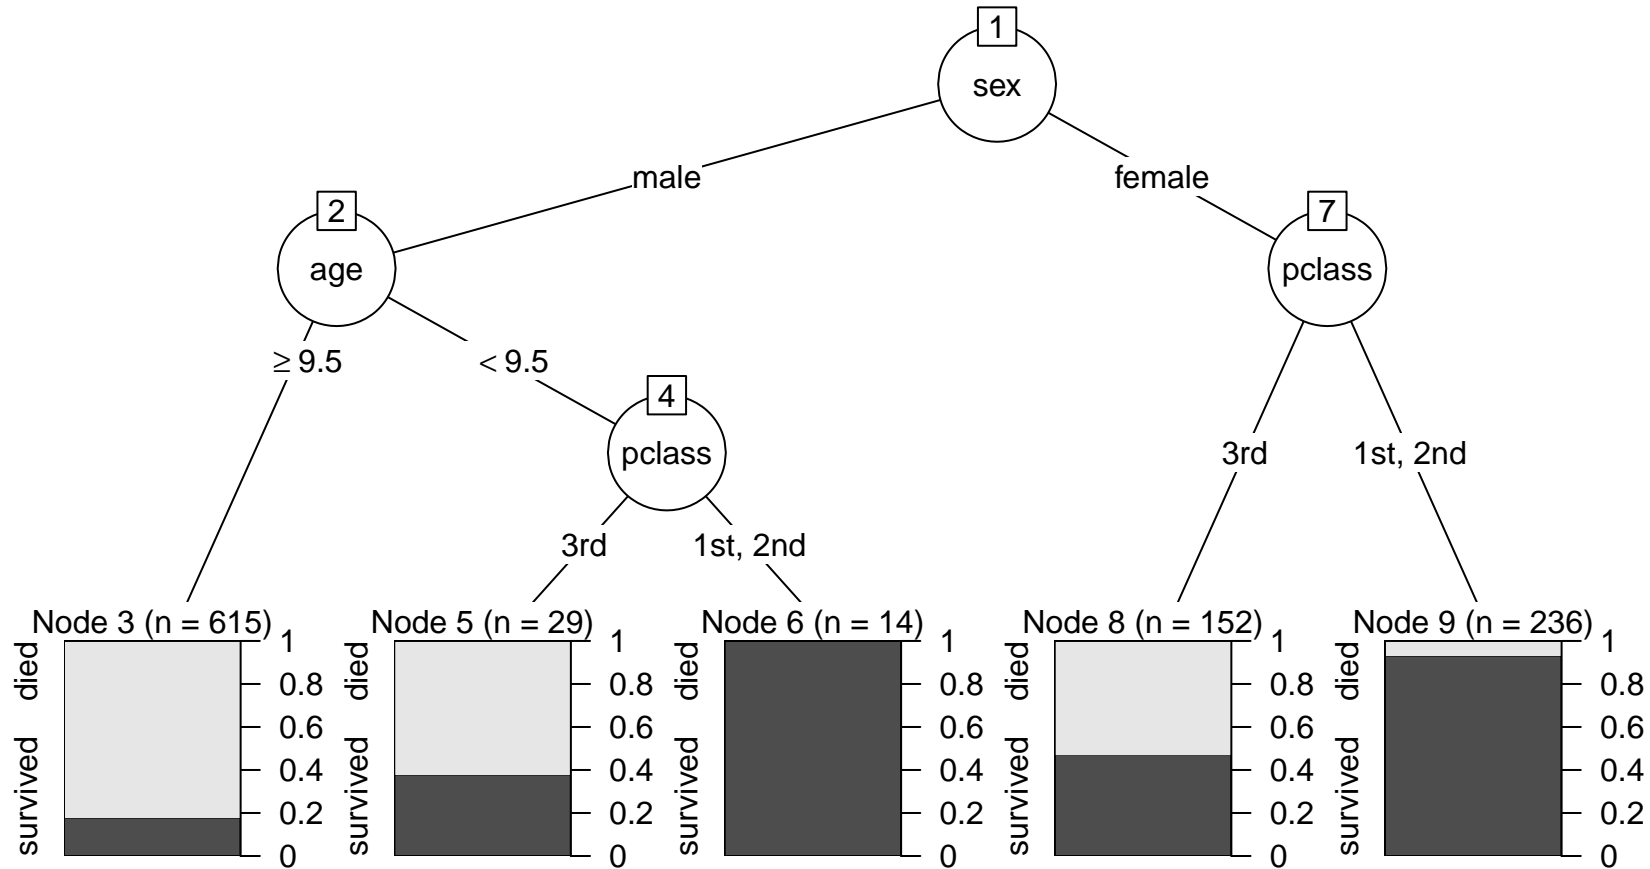 1
sex
male
female
2
age
7
pclass
≥ 9.5
< 9.5
4
pclass
3rd
1st, 2nd
3rd
1st, 2nd
Node 3 (n = 615)
died
survived
1
0.8
0.6
0.4
0.2
0
Node 5 (n = 29)
died
survived
1
0.8
0.6
0.4
0.2
0
Node 6 (n = 14)
died
survived
1
0.8
0.6
0.4
0.2
0
Node 8 (n = 152)
died
survived
1
0.8
0.6
0.4
0.2
0
Node 9 (n = 236)
died
survived
1
0.8
0.6
0.4
0.2
0